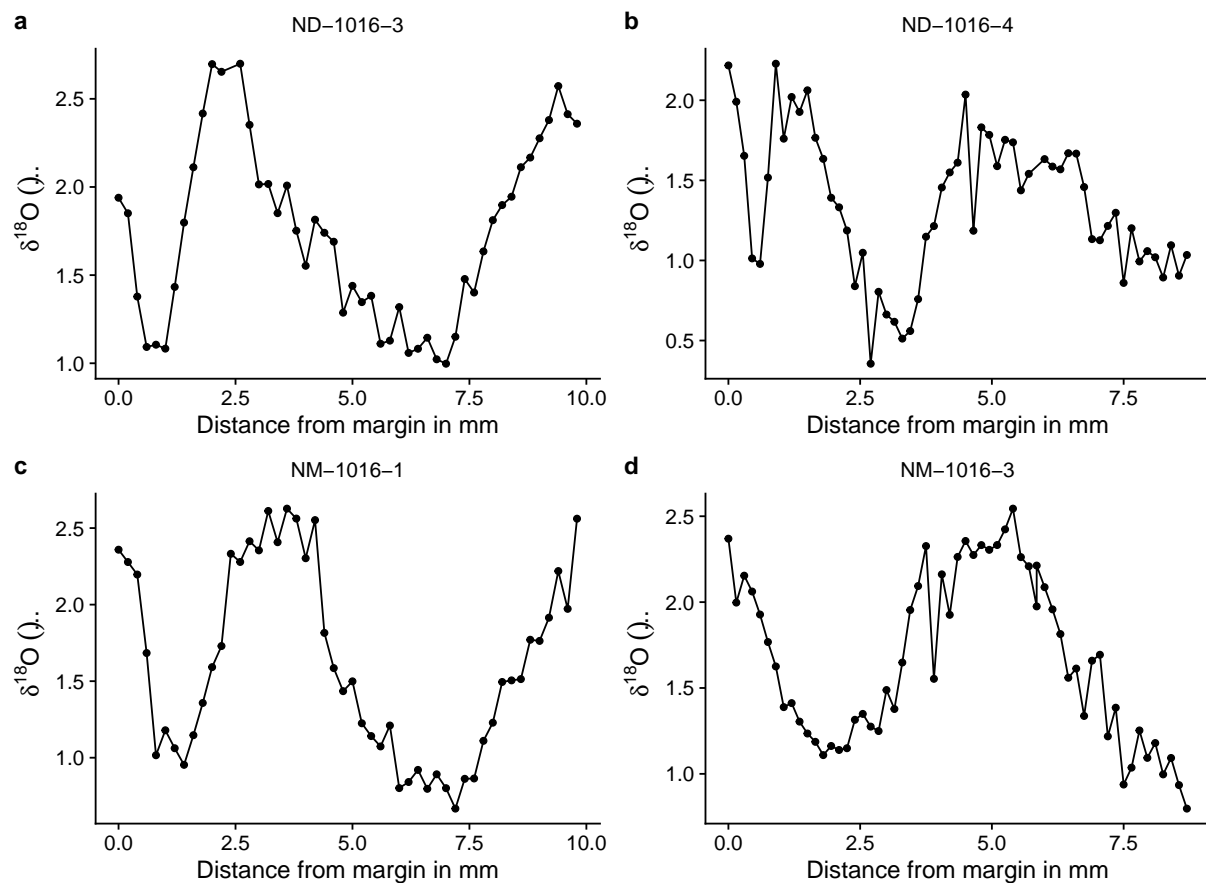 a
ND−1016−3
δ18O (‰)
2.5
2.0
1.5
1.0
0.0 2.5 5.0 7.5 10.0
Distance from margin in mm
b
ND−1016−4
δ18O ()..
2.0
1.5
1.0
0.5
0.0 2.5 5.0 7.5
Distance from margin in mm
c
NM−1016−1
δ18O ()..
2.5
2.0
1.5
1.0
0.0 2.5 5.0 7.5 10.0
Distance from margin in mm
d
NM−1016−3
δ18O ()..
2.5
2.0
1.5
1.0
0.0 2.5 5.0 7.5
Distance from margin in mm